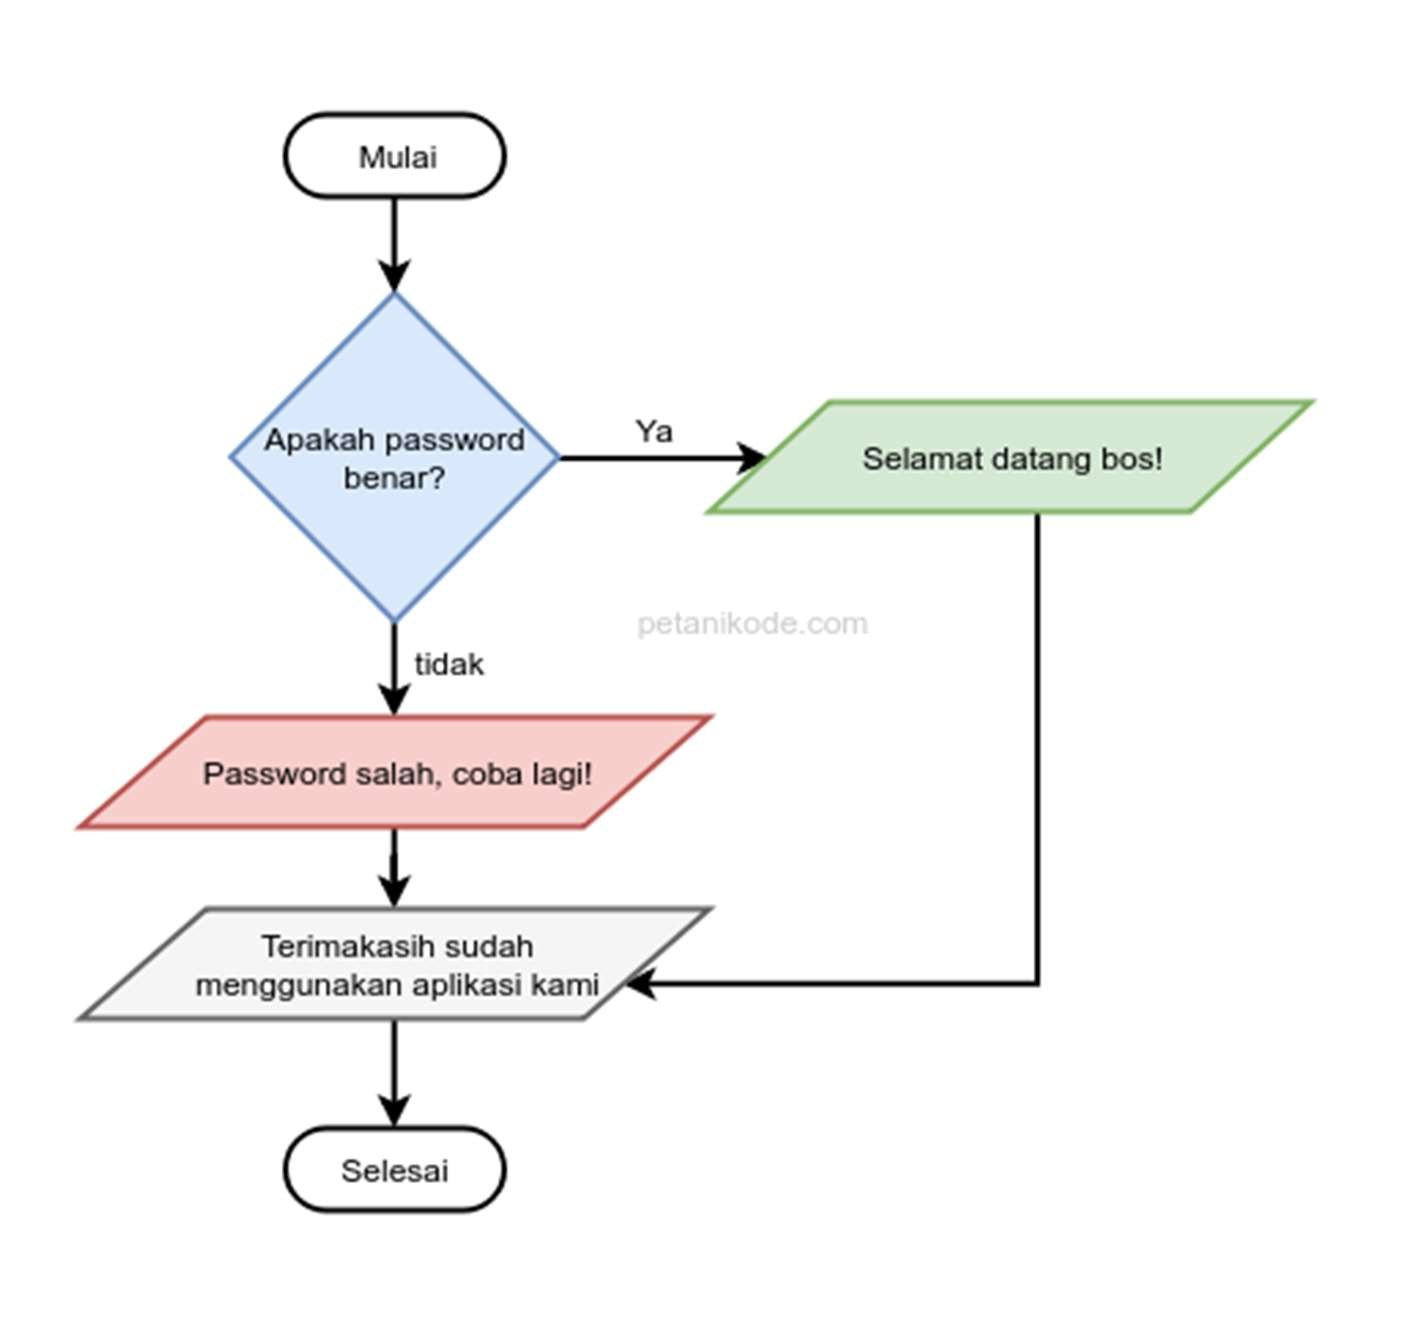 Mulai
Apakah password
benar?
Ya
Selamat datang bos!
petanikode.com
tidak
Password salah, coba lagi!
Terimakasih sudah
menggunakan aplikasi kami
Selesai